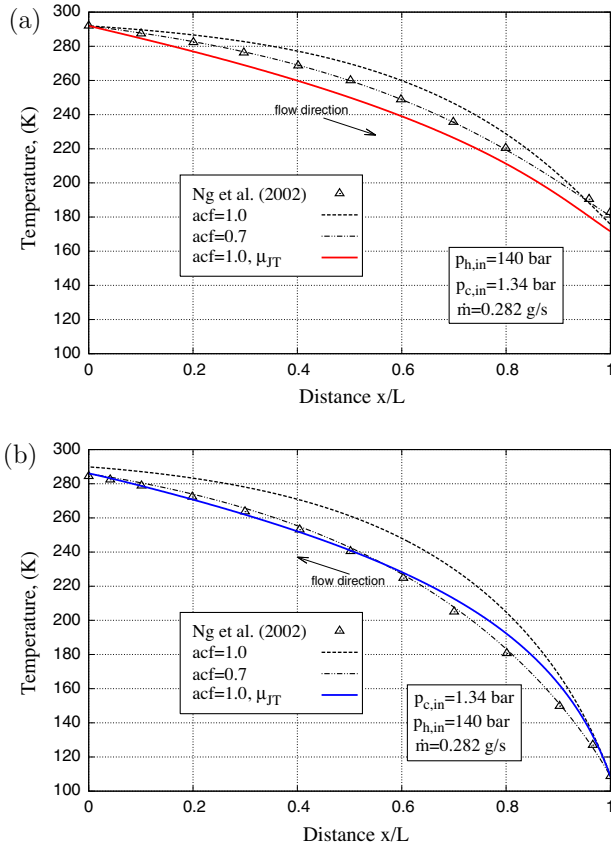 (a)
300
280
260
240
220
200
180
160
140
120
100
Temperature, (K)
flow direction
Ng et al. (2002)
acf=1.0
acf=0.7
acf=1.0, μJT
ph,in=140 bar
pc,in=1.34 bar
ṁ=0.282 g/s
0 0.2 0.4 0.6 0.8 1
Distance x/L
(b)
300
280
260
240
220
200
180
160
140
120
100
Temperature, (K)
flow direction
Ng et al. (2002)
acf=1.0
acf=0.7
acf=1.0, μJT
pc,in=1.34 bar
ph,in=140 bar
ṁ=0.282 g/s
0 0.2 0.4 0.6 0.8 1
Distance x/L